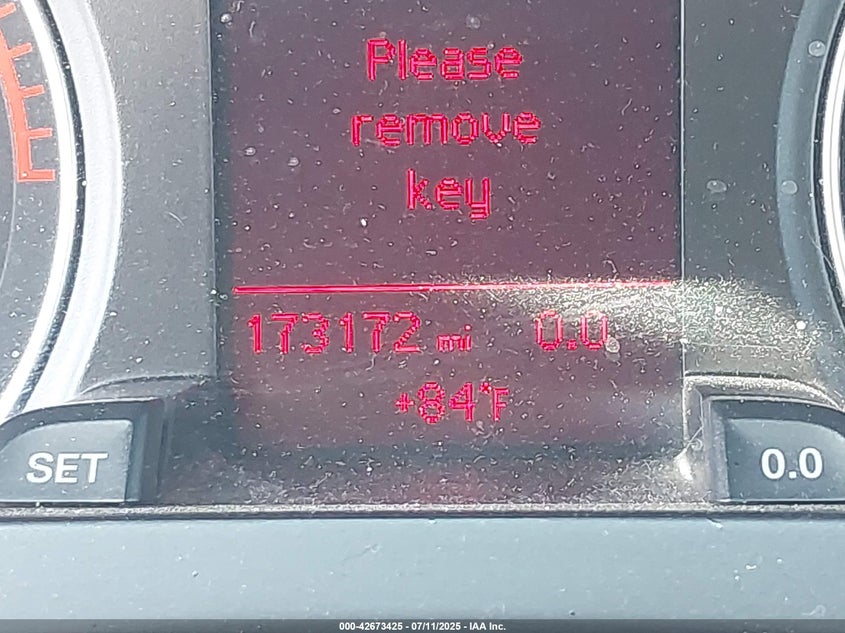 Please
remove
key
173172 mi 0.0
+84°F
SET
0.0
000-42673425 - 07/11/2025 - IAA Inc.